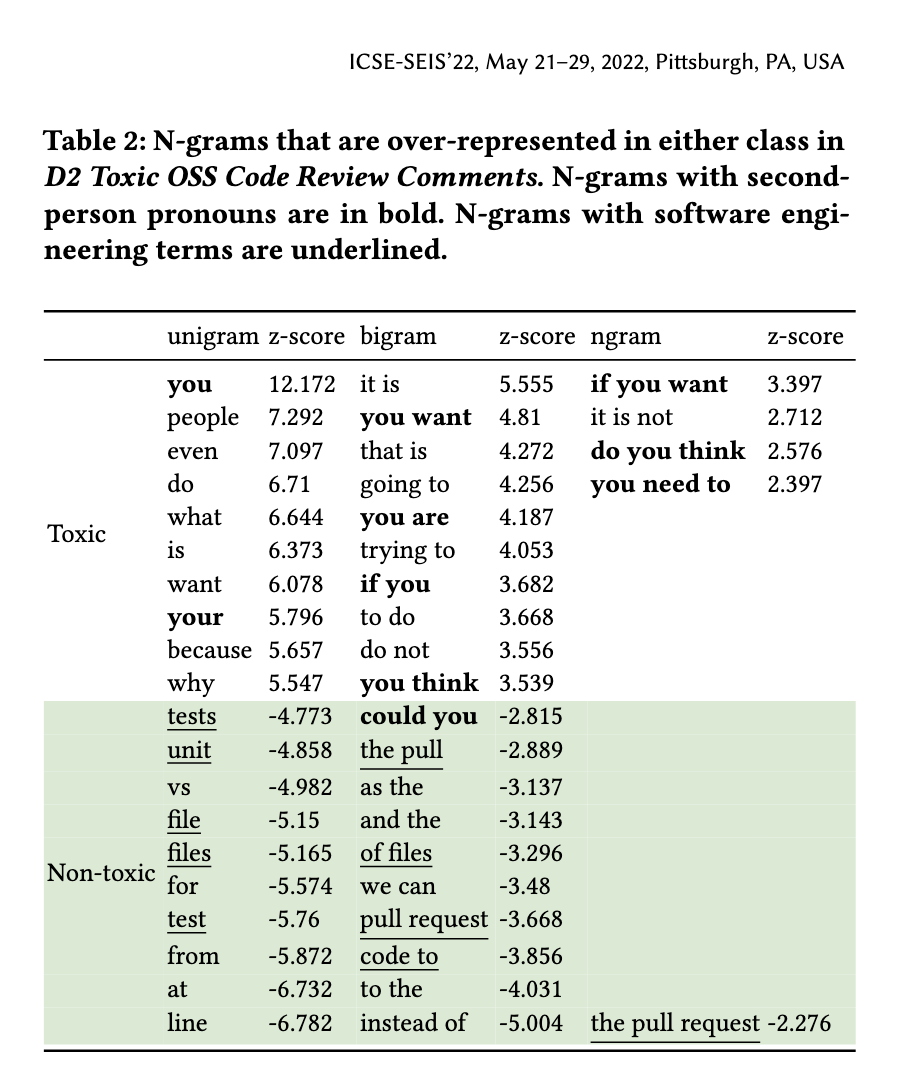 ICSE-SEIS'22, May 21–29, 2022, Pittsburgh, PA, USA
Table 2: N-grams that are over-represented in either class in
D2 Toxic OSS Code Review Comments. N-grams with second-
person pronouns are in bold. N-grams with software engi-
neering terms are underlined.
unigram z-score bigram z-score ngram z-score
you 12.172 it is 5.555 if you want 3.397
people 7.292 you want 4.81 it is not 2.712
even 7.097 that is 4.272 do you think 2.576
do 6.71 going to 4.256 you need to 2.397
what 6.644 you are 4.187
Toxic
is 6.373 trying to 4.053
want 6.078 if you 3.682
your 5.796 to do 3.668
because 5.657 do not 3.556
why 5.547 you think 3.539
tests -4.773 could you -2.815
unit -4.858 the pull -2.889
vs -4.982 as the -3.137
file -5.15 and the -3.143
files -5.165 of files -3.296
Non-toxic
for -5.574 we can -3.48
test -5.76 pull request -3.668
from -5.872 code to -3.856
at -6.732 to the -4.031
line -6.782 instead of -5.004 the pull request -2.276